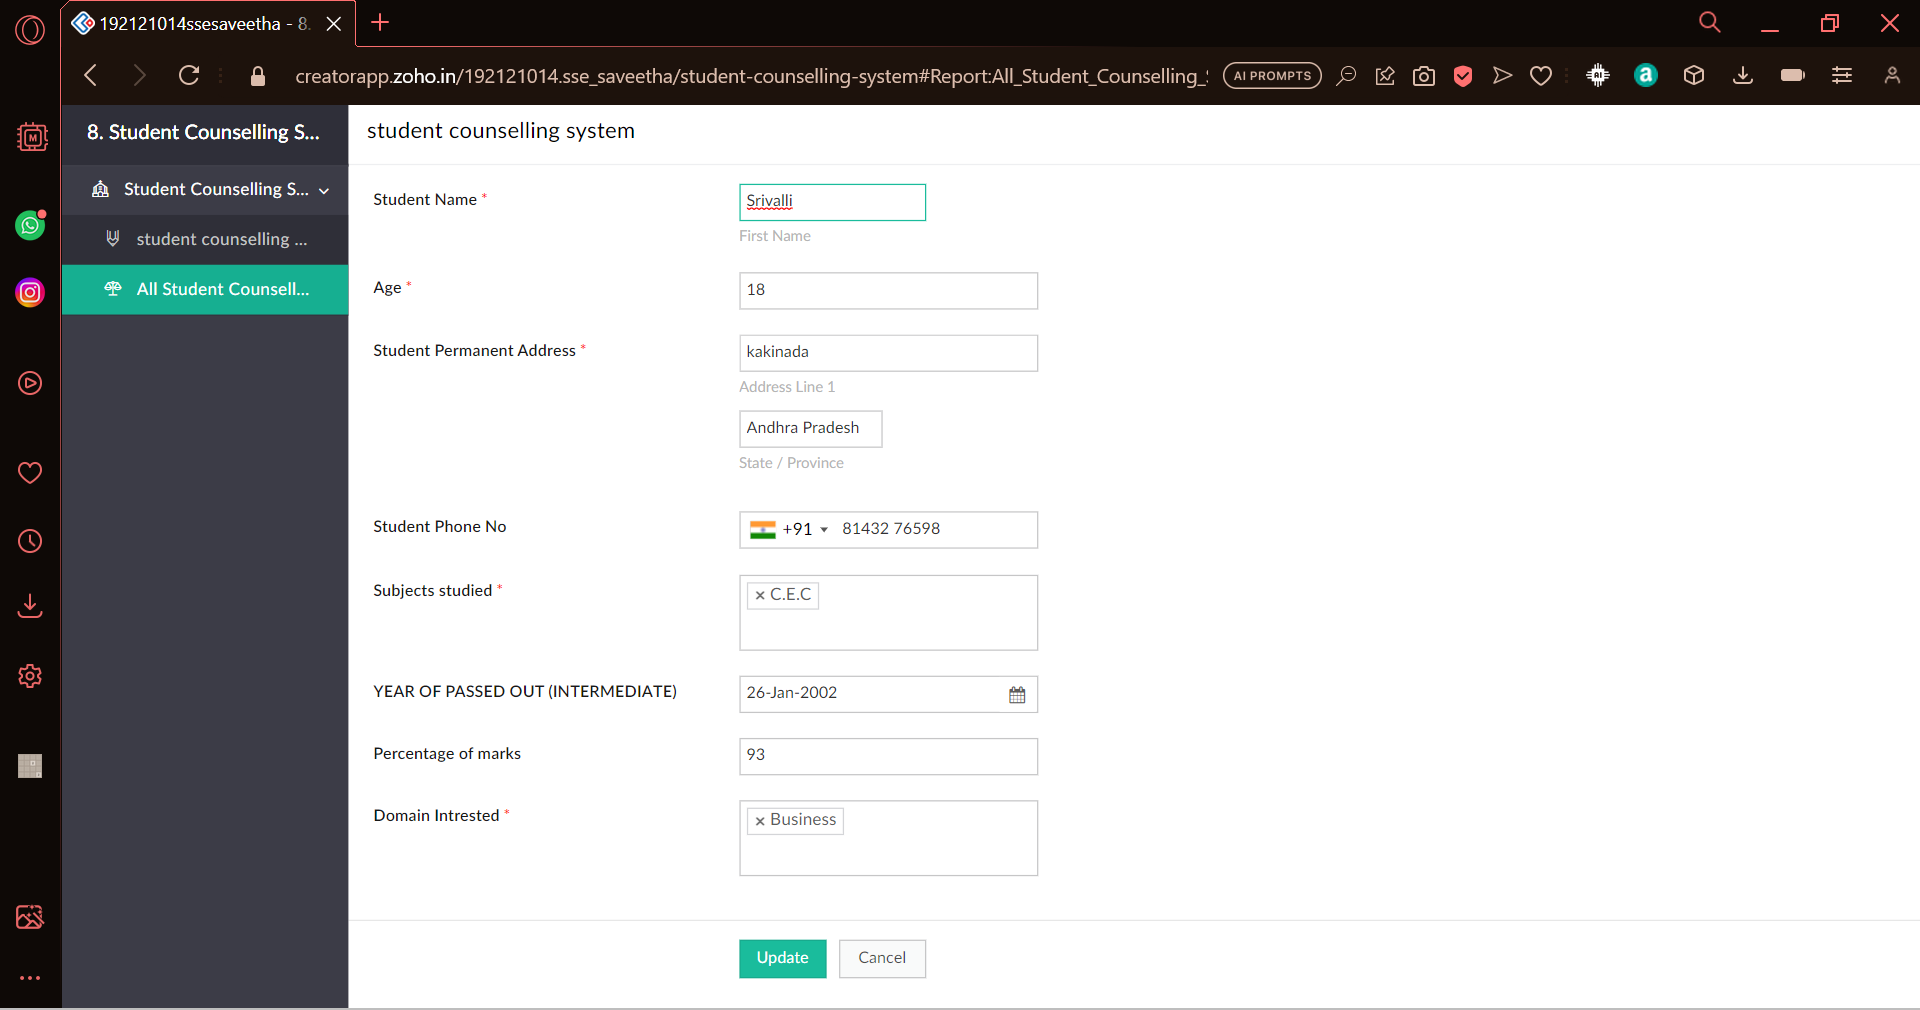 192121014ssesaveetha - 8.
creatorapp.zoho.in/192121014.sse_saveetha/student-counselling-system#Report:All_Student_Counselling_
AI PROMPTS
8. Student Counselling S...
student counselling system
Student Counselling S...
student counselling ...
All Student Counsell...
Student Name *
Srivalli
First Name
Age *
18
Student Permanent Address *
kakinada
Address Line 1
Andhra Pradesh
State / Province
Student Phone No
+91 81432 76598
Subjects studied *
× C.E.C
YEAR OF PASSED OUT (INTERMEDIATE)
26-Jan-2002
Percentage of marks
93
Domain Intrested *
× Business
Update
Cancel